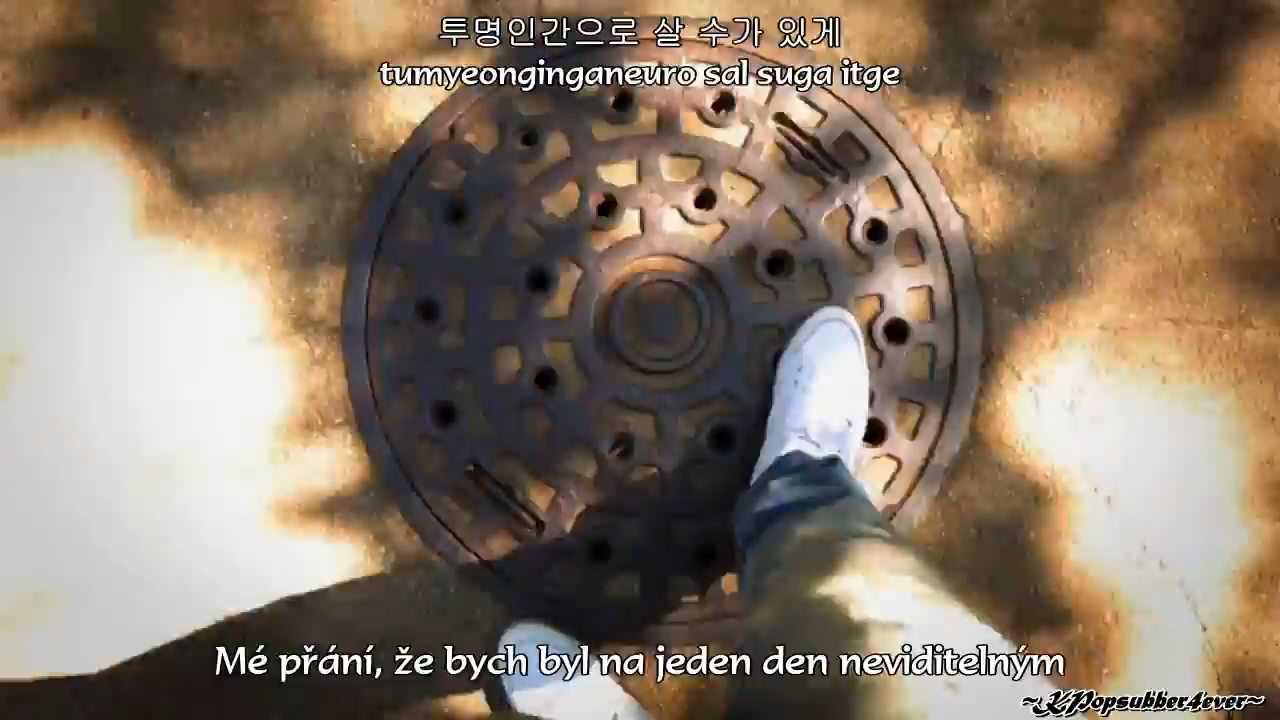 투명인간으로 살 수가 있게
tumyeonginganeuro sal suga itge
Mé přání, že bych byl na jeden den neviditelným
~KPopsubber4ever~